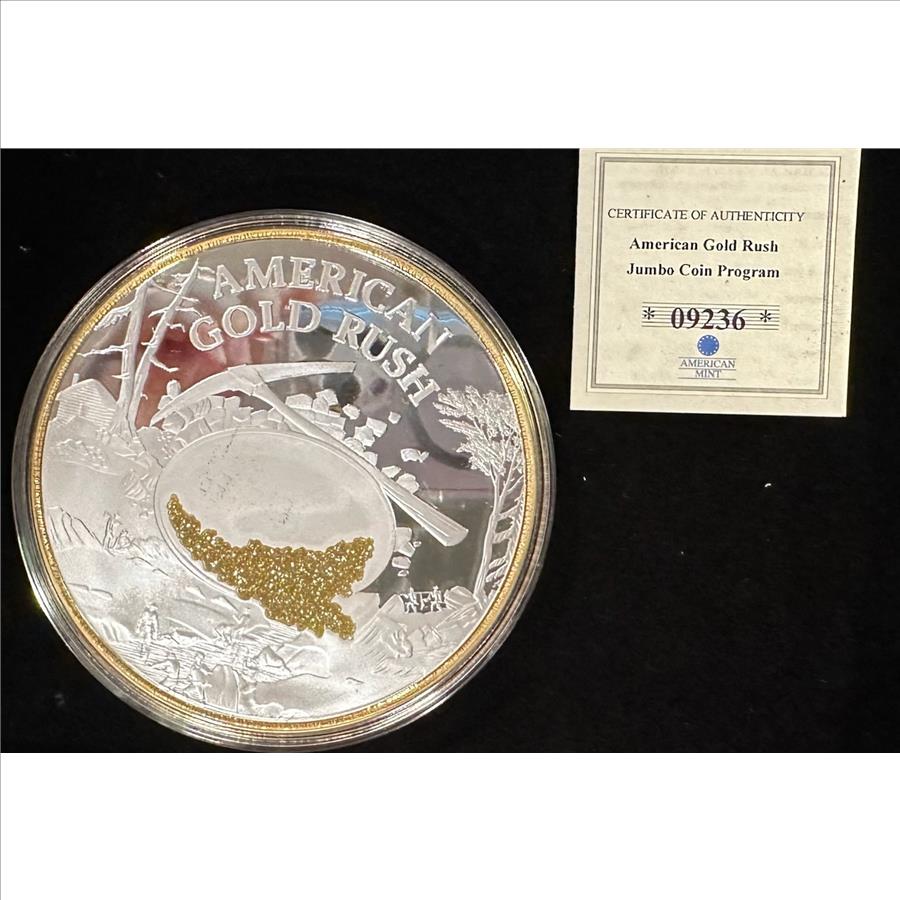 AMERICAN
GOLD RUSH
CERTIFICATE OF AUTHENTICITY
American Gold Rush
Jumbo Coin Program
* 09236 *
AMERICAN
MINT